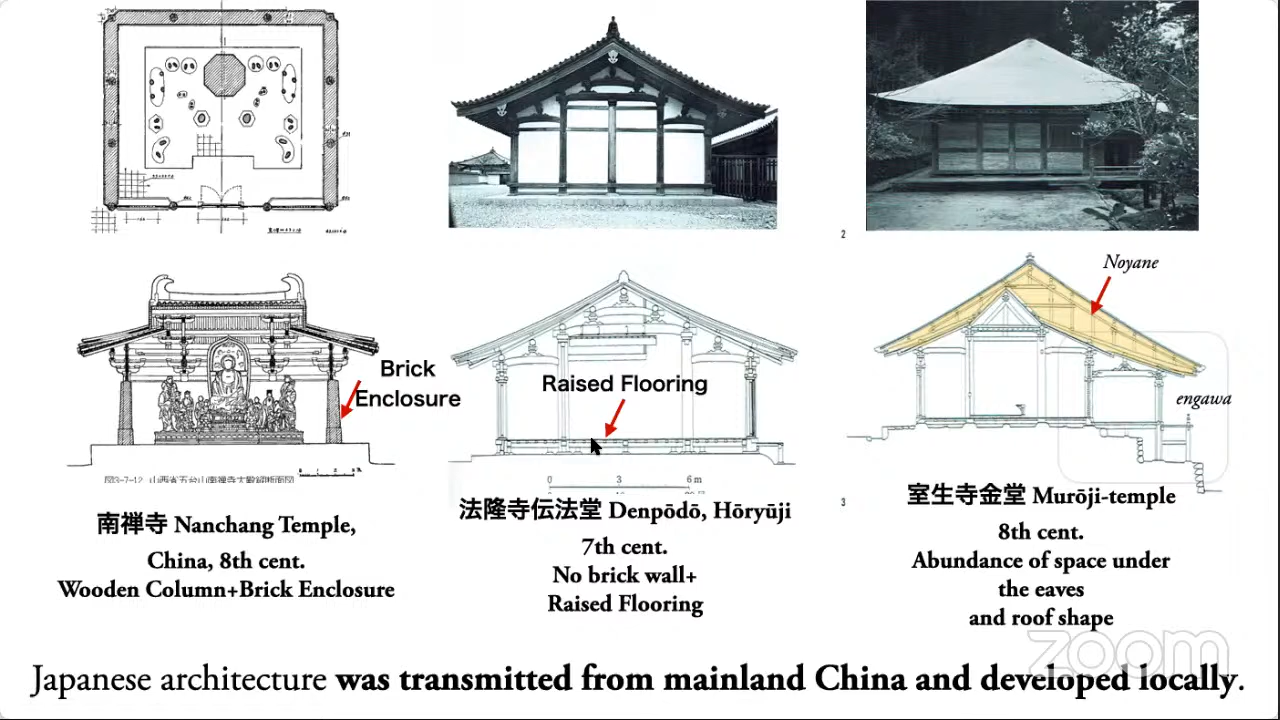 2
Noyane
Brick
Enclosure
Raised Flooring
engawa
0 3 6 m
3
南禅寺 Nanchang Temple,
China, 8th cent.
Wooden Column+Brick Enclosure
法隆寺伝法堂 Denpōdō, Hōryūji
7th cent.
No brick wall+
Raised Flooring
室生寺金堂 Murōji-temple
8th cent.
Abundance of space under
the eaves
and roof shape
zoom
Japanese architecture was transmitted from mainland China and developed locally.